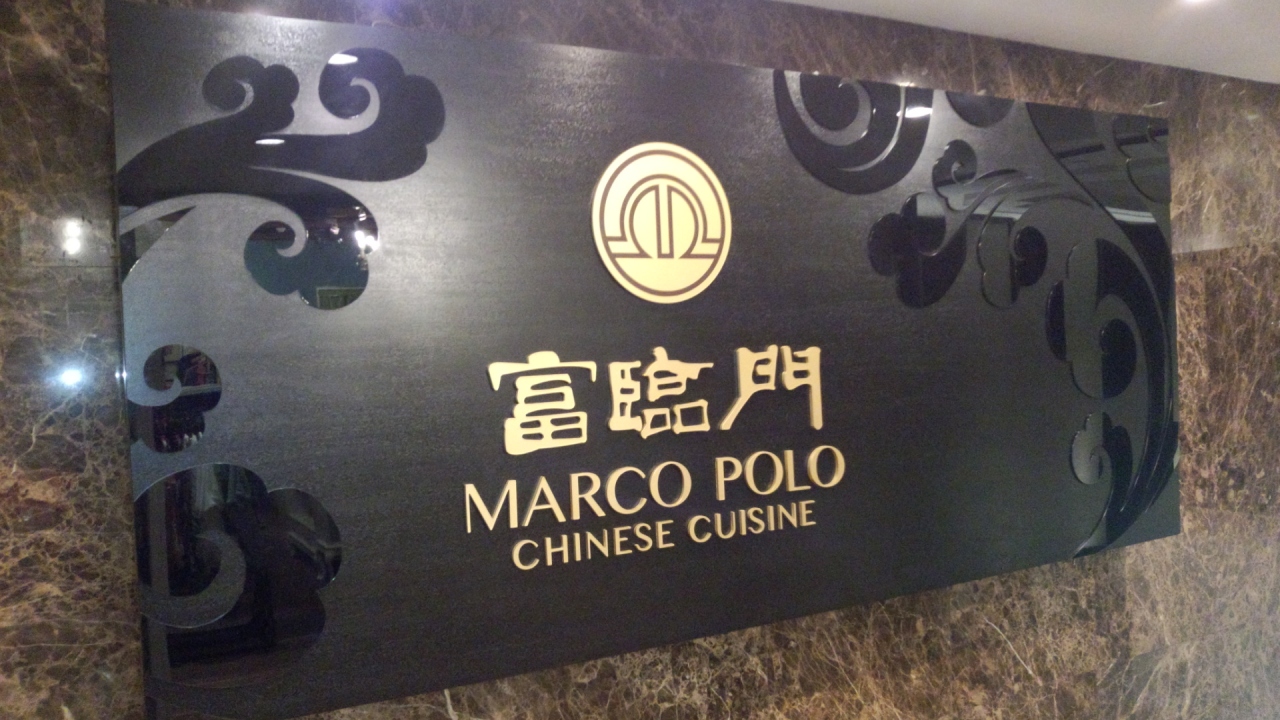 富臨門
MARCO POLO
CHINESE CUISINE